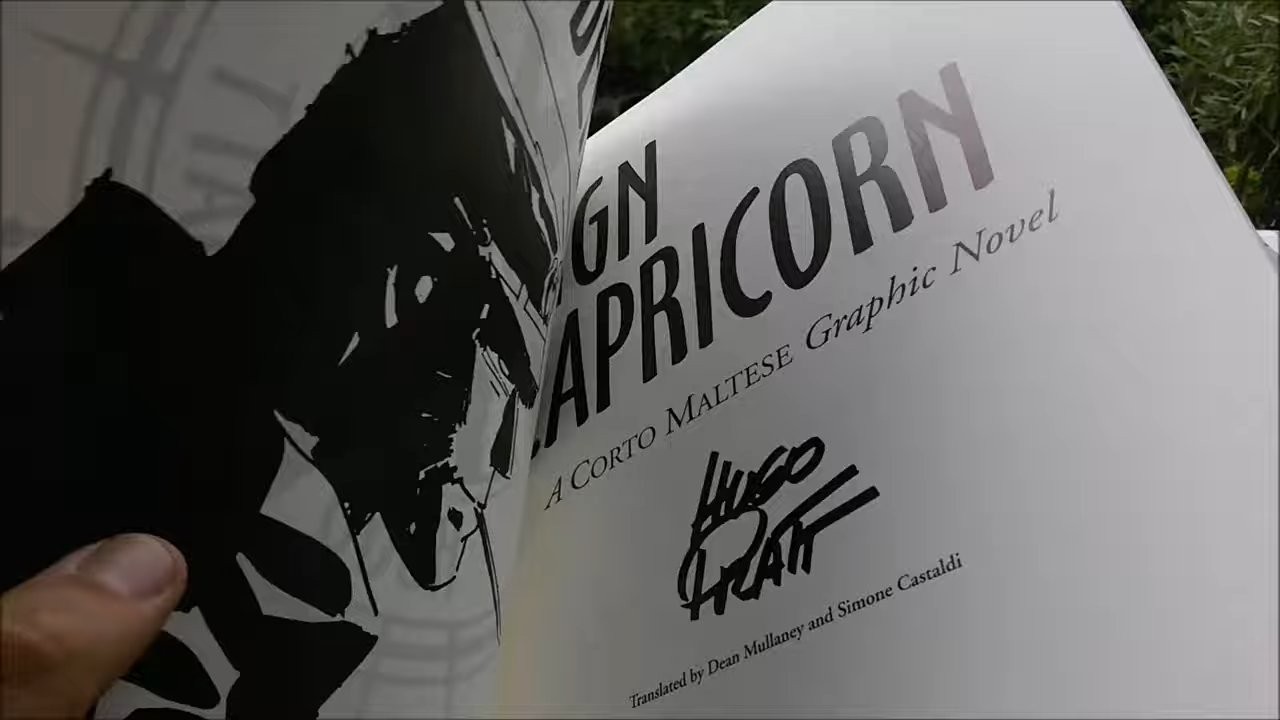 GN
APRICORN
A CORTO MALTESE Graphic Novel
HUGO
PRATT
Translated by Dean Mullaney and Simone Castaldi